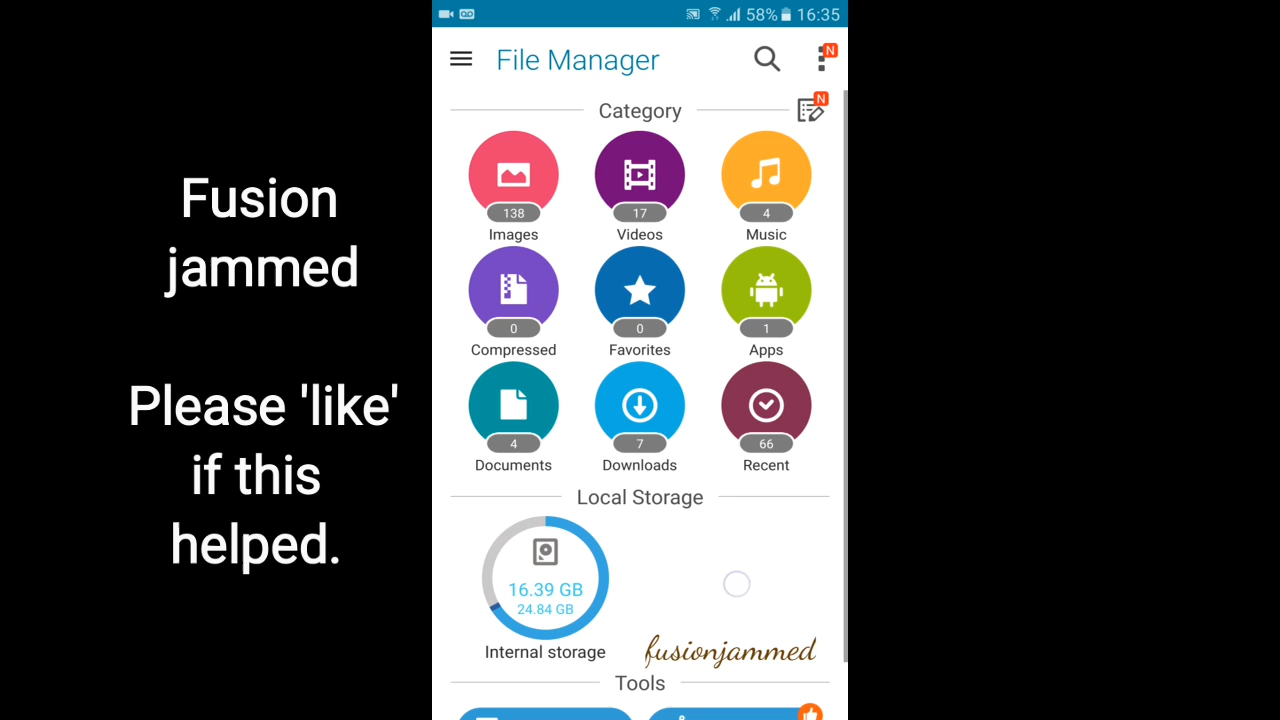 58% 16:35
File Manager
N
Category
N
Fusion
jammed
Please 'like'
if this
helped.
138
17
4
Images
Videos
Music
0
0
1
Compressed
Favorites
Apps
4
7
66
Documents
Downloads
Recent
Local Storage
16.39 GB
24.84 GB
Internal storage
fusionjammed
Tools